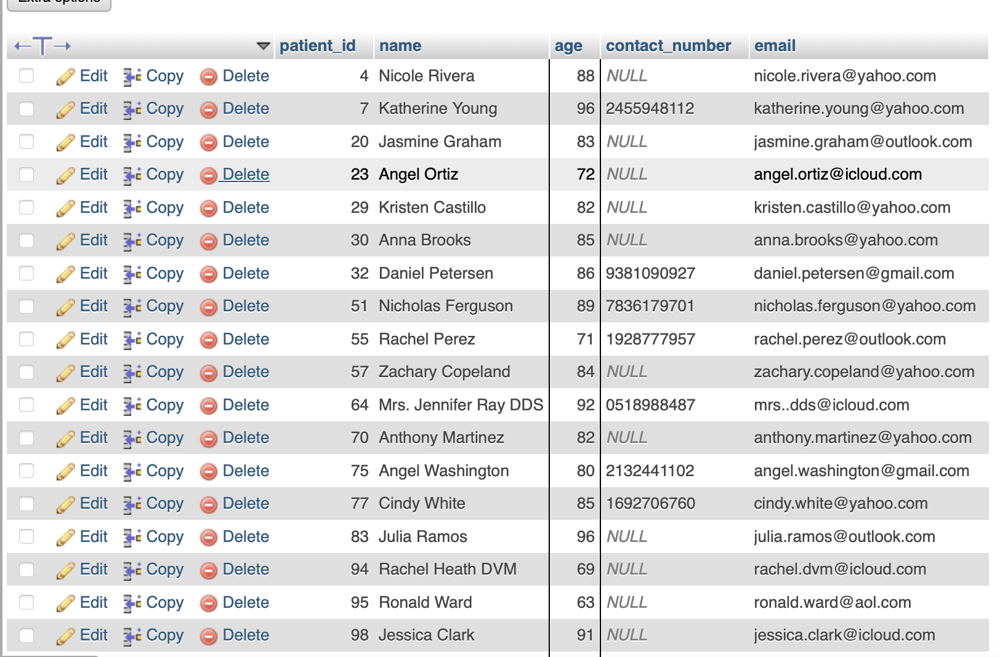 Extra options
←T→ patient_id name age contact_number email
Edit Copy Delete 4 Nicole Rivera 88 NULL nicole.rivera@yahoo.com
Edit Copy Delete 7 Katherine Young 96 2455948112 katherine.young@yahoo.com
Edit Copy Delete 20 Jasmine Graham 83 NULL jasmine.graham@outlook.com
Edit Copy Delete 23 Angel Ortiz 72 NULL angel.ortiz@icloud.com
Edit Copy Delete 29 Kristen Castillo 82 NULL kristen.castillo@yahoo.com
Edit Copy Delete 30 Anna Brooks 85 NULL anna.brooks@yahoo.com
Edit Copy Delete 32 Daniel Petersen 86 9381090927 daniel.petersen@gmail.com
Edit Copy Delete 51 Nicholas Ferguson 89 7836179701 nicholas.ferguson@yahoo.com
Edit Copy Delete 55 Rachel Perez 71 1928777957 rachel.perez@outlook.com
Edit Copy Delete 57 Zachary Copeland 84 NULL zachary.copeland@yahoo.com
Edit Copy Delete 64 Mrs. Jennifer Ray DDS 92 0518988487 mrs..dds@icloud.com
Edit Copy Delete 70 Anthony Martinez 82 NULL anthony.martinez@yahoo.com
Edit Copy Delete 75 Angel Washington 80 2132441102 angel.washington@gmail.com
Edit Copy Delete 77 Cindy White 85 1692706760 cindy.white@yahoo.com
Edit Copy Delete 83 Julia Ramos 96 NULL julia.ramos@outlook.com
Edit Copy Delete 94 Rachel Heath DVM 69 NULL rachel.dvm@icloud.com
Edit Copy Delete 95 Ronald Ward 63 NULL ronald.ward@aol.com
Edit Copy Delete 98 Jessica Clark 91 NULL jessica.clark@icloud.com